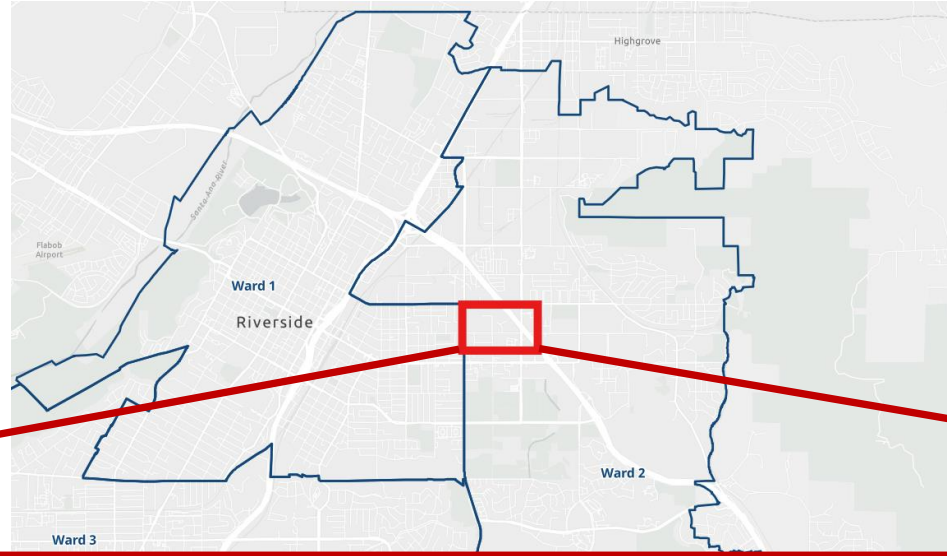 Highgrove
Santa Ana River
Flabob
Airport
Ward 1
Riverside
Ward 2
Ward 3